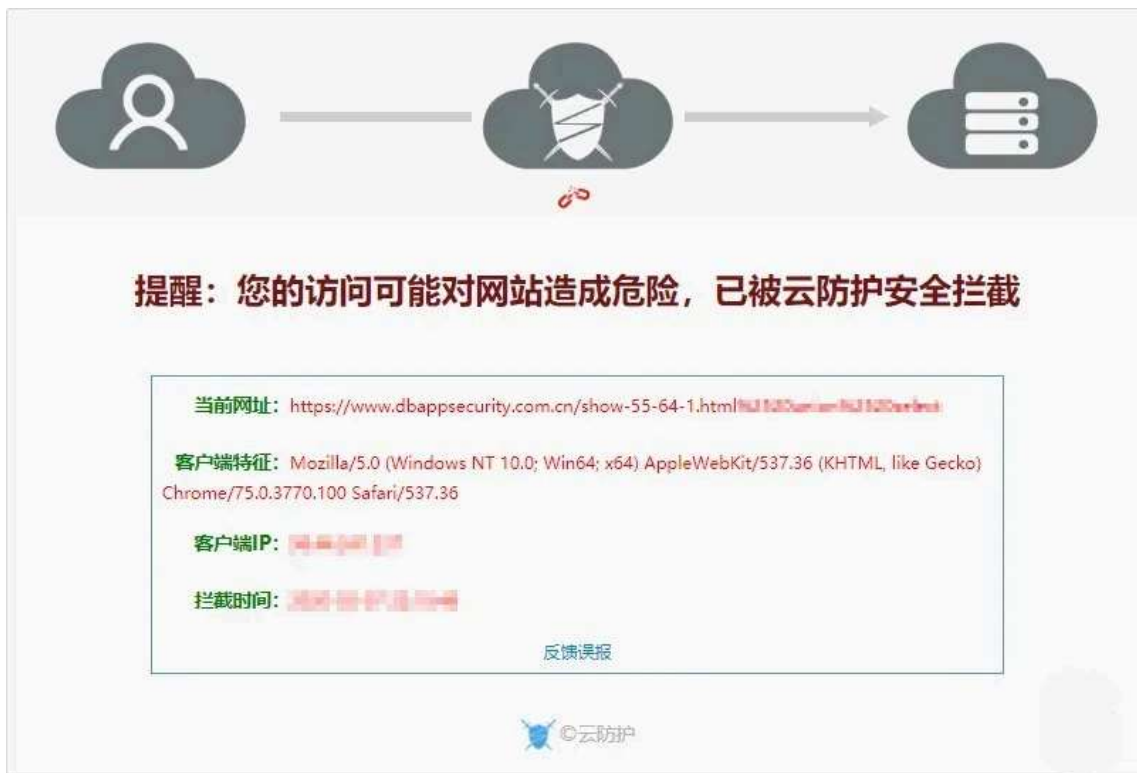 提醒：您的访问可能对网站造成危险，已被云防护安全拦截
当前网址：https://www.dbappsecurity.com.cn/show-55-64-1.html
客户端特征：Mozilla/5.0 (Windows NT 10.0; Win64; x64) AppleWebKit/537.36 (KHTML, like Gecko)
Chrome/75.0.3770.100 Safari/537.36
客户端IP：
拦截时间：
反馈误报
©云防护